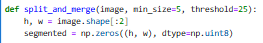 def split_and_merge(image, min_size=5, threshold=25):
    h, w = image.shape[:2]
    segmented = np.zeros((h, w), dtype=np.uint8)